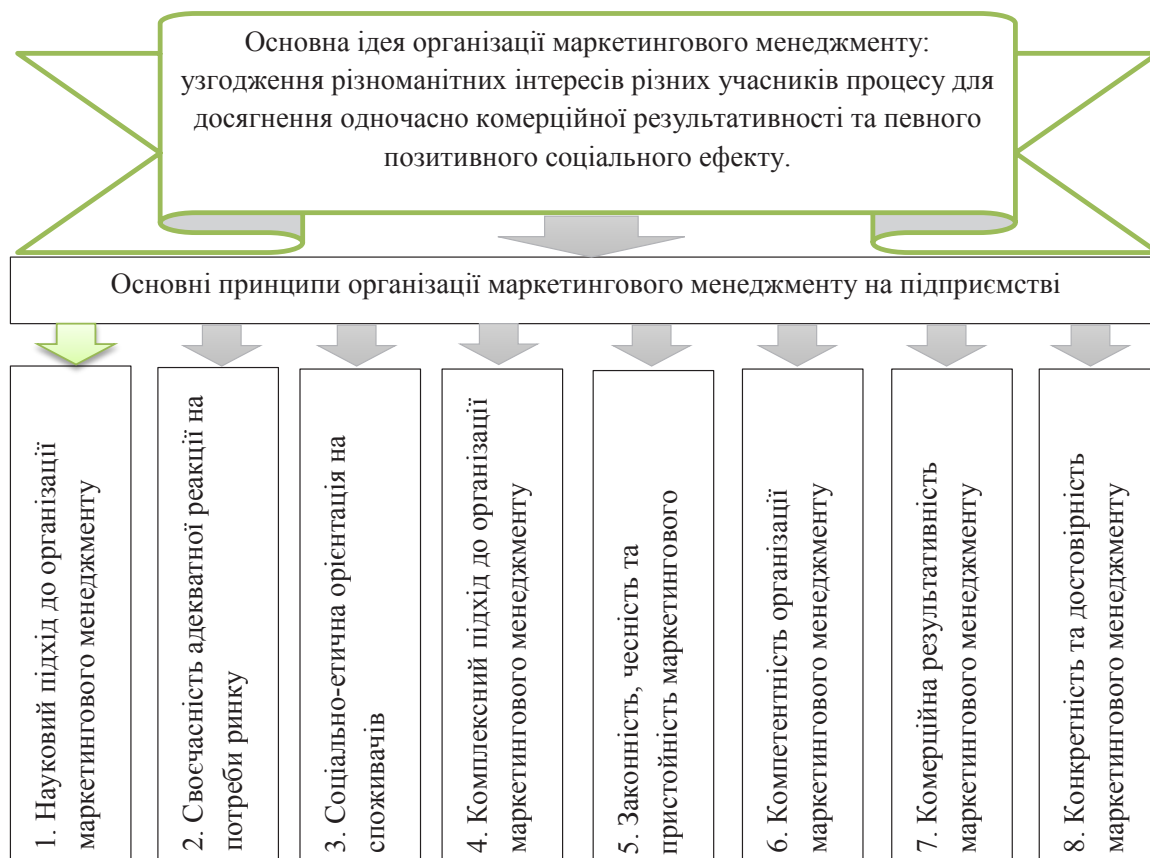 Основна ідея організації маркетингового менеджменту:
узгодження різноманітних інтересів різних учасників процесу для
досягнення одночасно комерційної результативності та певного
позитивного соціального ефекту.
Основні принципи організації маркетингового менеджменту на підприємстві
1. Науковий підхід до організації
маркетингового менеджменту
2. Своєчасність адекватної реакції на
потреби ринку
3. Соціально-етична орієнтація на
споживачів
4. Комплексний підхід до організації
маркетингового менеджменту
5. Законність, чесність та
пристойність маркетингового
6. Компетентність організації
маркетингового менеджменту
7. Комерційна результативність
маркетингового менеджменту
8. Конкретність та достовірність
маркетингового менеджменту